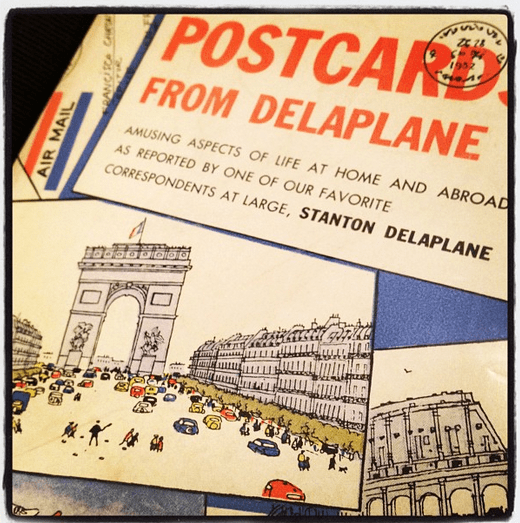 POSTCARDS
FROM DELAPLANE
AMUSING ASPECTS OF LIFE AT HOME AND ABROAD
AS REPORTED BY ONE OF OUR FAVORITE
CORRESPONDENTS AT LARGE, STANTON DELAPLANE
AIR MAIL
1952